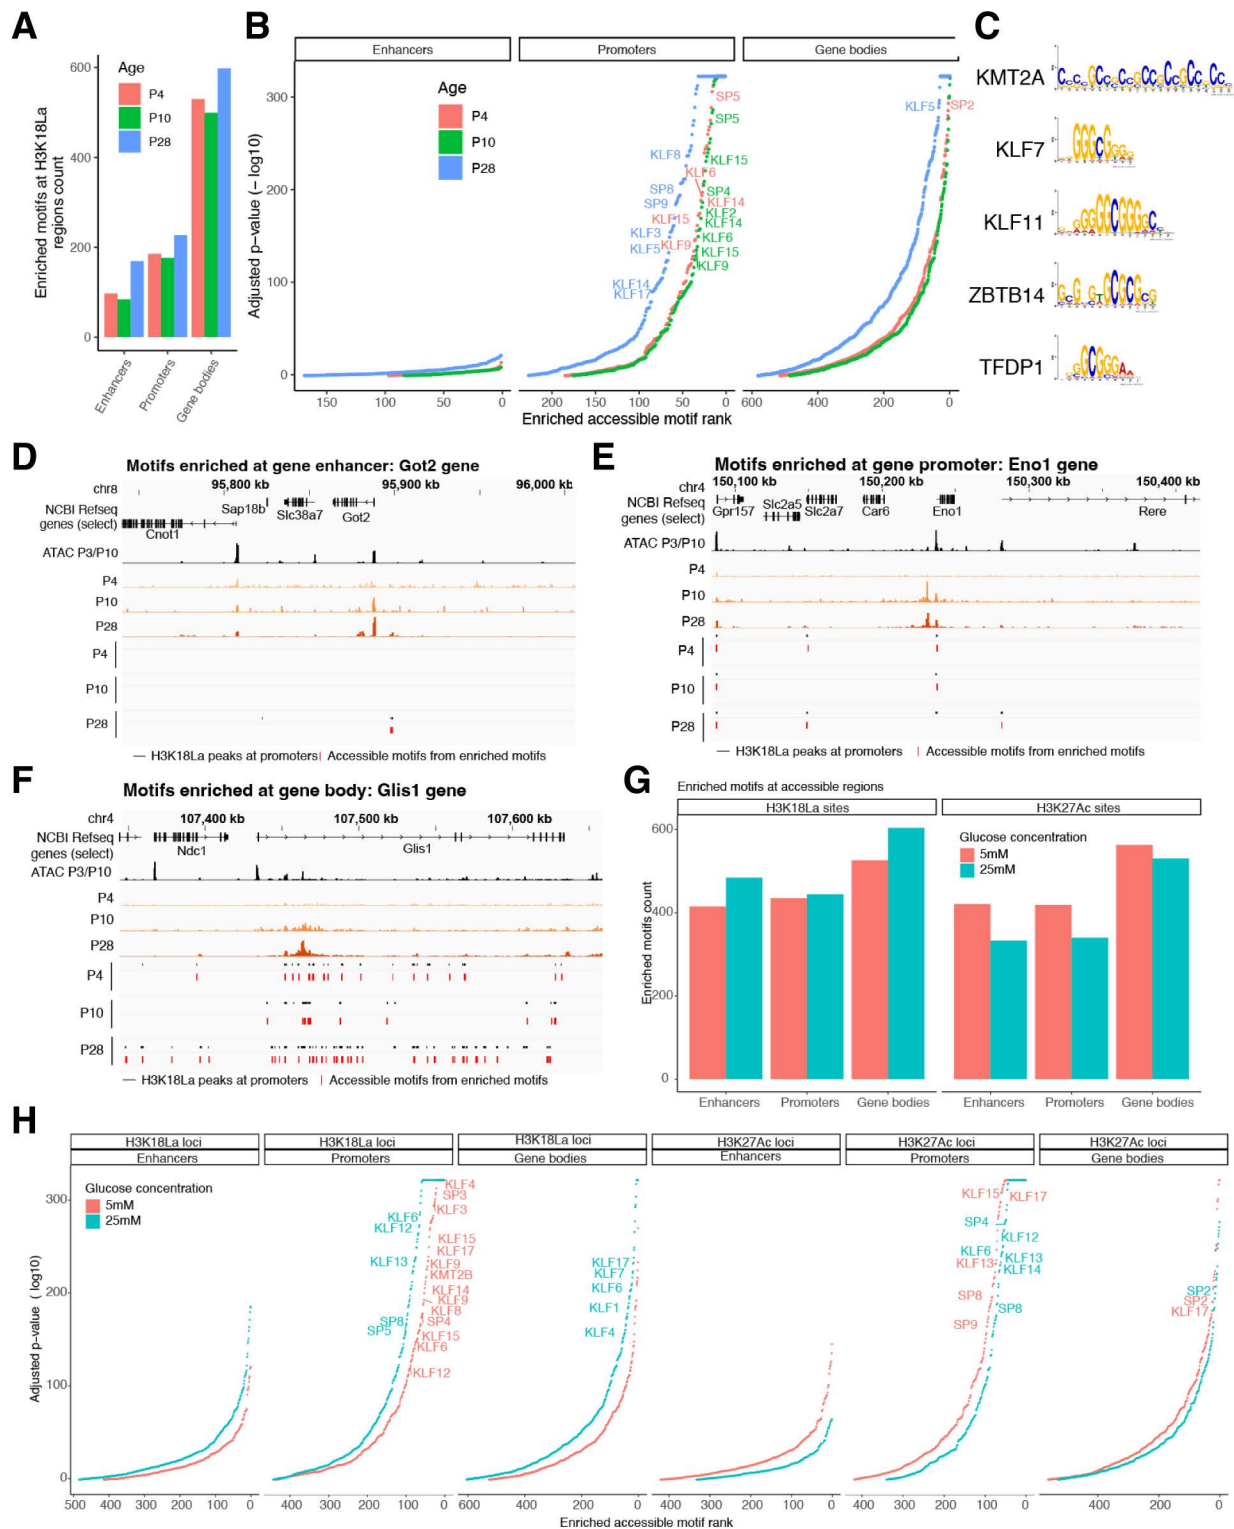 A
Enriched motifs at H3K18La
regions count
600
400
200
0
Age
P4
P10
P28
Enhancers
Promoters
Gene bodies
B
Enhancers
Promoters
Gene bodies
Adjusted p-value (- log10)
300
200
100
0
Age
P4
P10
P28
SP5
SP5
KLF8
KLF15
KLF6
SP8
SP4
SP9
KLF14
KLF2
KLF15
KLF14
KLF3
KLF6
KLF5
KLF9
KLF15
KLF9
KLF14
KLF17
KLF5
SP2
150
100
50
0
200
150
100
50
0
600
400
200
0
Enriched accessible motif rank
C
KMT2A
KLF7
KLF11
ZBTB14
TFDP1
D
Motifs enriched at gene enhancer: Got2 gene
chr8
95,800 kb
95,900 kb
96,000 kb
NCBI Refseq
genes (select)
Sap18b
Slc38a7
Got2
Cnot1
ATAC P3/P10
P4
P10
P28
P4
P10
P28
H3K18La peaks at promoters
Accessible motifs from enriched motifs
E
Motifs enriched at gene promoter: Eno1 gene
chr4
150,100 kb
150,200 kb
150,300 kb
150,400 kb
NCBI Refseq
genes (select)
Gpr157
Slc2a5
Slc2a7
Car6
Eno1
Rere
ATAC P3/P10
P4
P10
P28
P4
P10
P28
H3K18La peaks at promoters
Accessible motifs from enriched motifs
F
Motifs enriched at gene body: Glis1 gene
chr4
107,400 kb
107,500 kb
107,600 kb
NCBI Refseq
genes (select)
Ndc1
Glis1
ATAC P3/P10
P4
P10
P28
P4
P10
P28
H3K18La peaks at promoters
Accessible motifs from enriched motifs
G
Enriched motifs at accessible regions
H3K18La sites
H3K27Ac sites
Enriched motifs count
600
400
200
0
Glucose concentration
5mM
25mM
Enhancers
Promoters
Gene bodies
Enhancers
Promoters
Gene bodies
H
H3K18La loci
Enhancers
H3K18La loci
Promoters
H3K18La loci
Gene bodies
H3K27Ac loci
Enhancers
H3K27Ac loci
Promoters
H3K27Ac loci
Gene bodies
Adjusted p-value ( log10)
300
200
100
0
Glucose concentration
5mM
25mM
KLF4
SP3
KLF3
KLF6
KLF12
KLF15
KLF17
KLF13
KLF9
KMT2B
KLF14
KLF9
KLF8
SP8
SP4
SP5
KLF15
KLF6
KLF12
KLF17
KLF7
KLF6
KLF1
KLF4
KLF15
KLF17
SP4
KLF12
KLF6
KLF13
KLF13
KLF14
SP8
SP8
SP9
SP2
SP2
KLF17
500
400
300
200
100
0
400
300
200
100
0
600
400
200
0
400
300
200
100
0
400
300
200
100
0
400
200
0
Enriched accessible motif rank